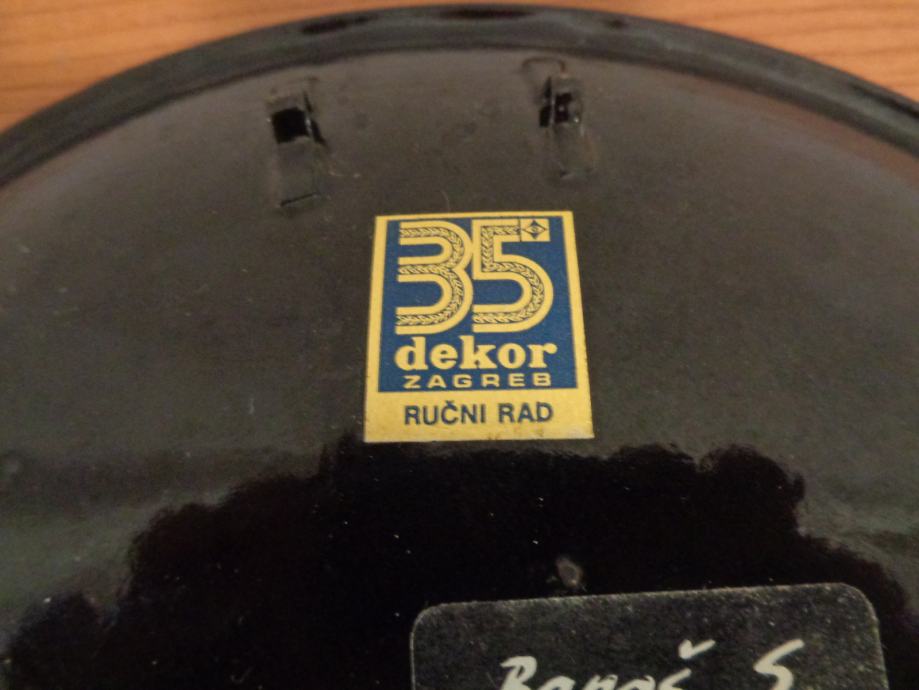 35
dekor
ZAGREB
RUČNI RAD
S